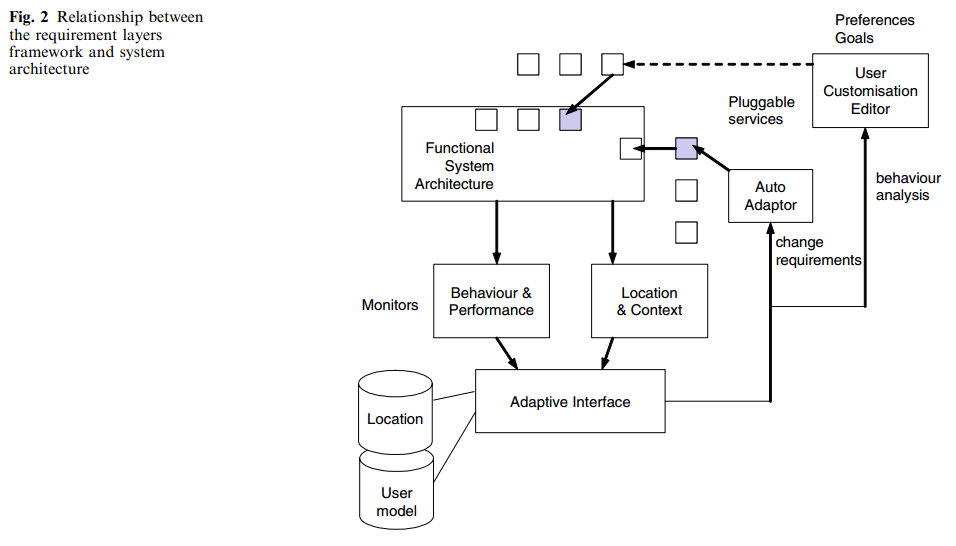 Fig. 2 Relationship between
the requirement layers
framework and system
architecture
Preferences
Goals
User
Customisation
Editor
Pluggable
services
Functional
System
Architecture
Auto
Adaptor
behaviour
analysis
change
requirements
Monitors
Behaviour &
Performance
Location
& Context
Adaptive Interface
Location
User
model